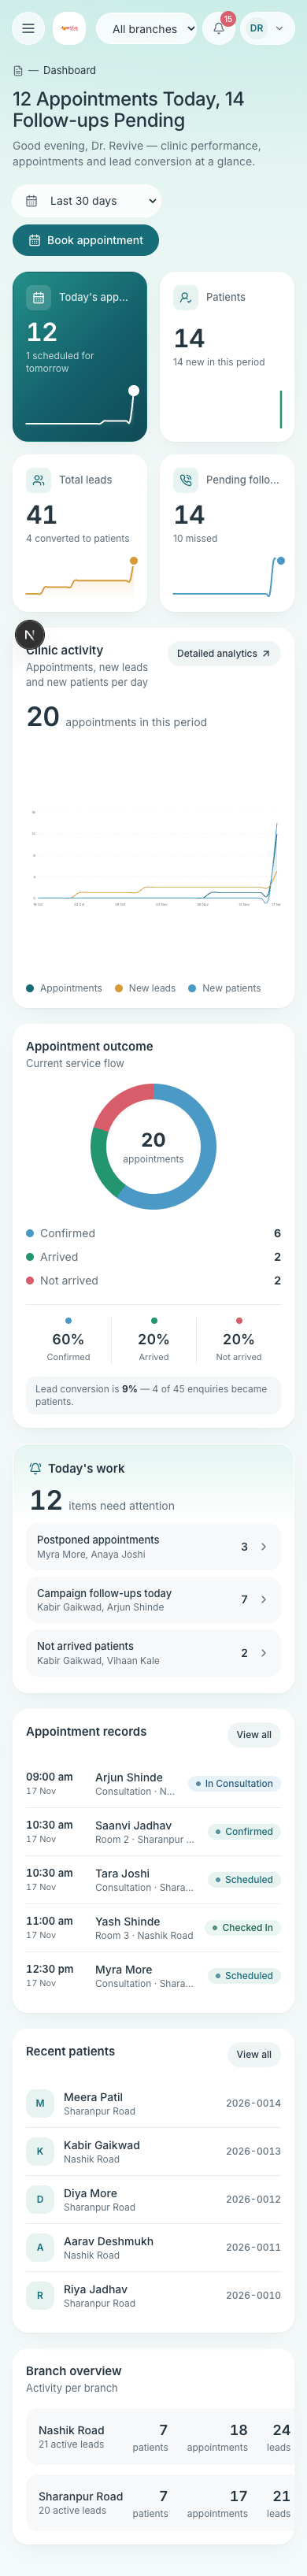 All branches
15
DR
— Dashboard
12 Appointments Today, 14
Follow-ups Pending
Good evening, Dr. Revive — clinic performance,
appointments and lead conversion at a glance.
Last 30 days
Book appointment
Today's app...
12
1 scheduled for
tomorrow
Patients
14
14 new in this period
Total leads
41
4 converted to patients
Pending follo...
14
10 missed
N
Clinic activity
Appointments, new leads
and new patients per day
Detailed analytics
20 appointments in this period
Appointments
New leads
New patients
Appointment outcome
Current service flow
20
appointments
Confirmed 6
Arrived 2
Not arrived 2
60% 20% 20%
Confirmed Arrived Not arrived
Lead conversion is 9% — 4 of 45 enquiries became
patients.
Today's work
12 items need attention
Postponed appointments
Myra More, Anaya Joshi
3
Campaign follow-ups today
Kabir Gaikwad, Arjun Shinde
7
Not arrived patients
Kabir Gaikwad, Vihaan Kale
2
Appointment records
View all
09:00 am Arjun Shinde
17 Nov Consultation · N...
In Consultation
10:30 am Saanvi Jadhav
17 Nov Room 2 · Sharanpur ...
Confirmed
10:30 am Tara Joshi
17 Nov Consultation · Shara...
Scheduled
11:00 am Yash Shinde
17 Nov Room 3 · Nashik Road
Checked In
12:30 pm Myra More
17 Nov Consultation · Shara...
Scheduled
Recent patients
View all
M Meera Patil
Sharanpur Road
2026-0014
K Kabir Gaikwad
Nashik Road
2026-0013
D Diya More
Sharanpur Road
2026-0012
A Aarav Deshmukh
Nashik Road
2026-0011
R Riya Jadhav
Sharanpur Road
2026-0010
Branch overview
Activity per branch
Nashik Road 7 18 24
21 active leads patients appointments leads
Sharanpur Road 7 17 21
20 active leads patients appointments leads